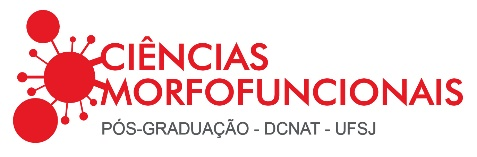 CIÊNCIAS
MORFOFUNCIONAIS
PÓS-GRADUAÇÃO - DCNAT - UFSJ